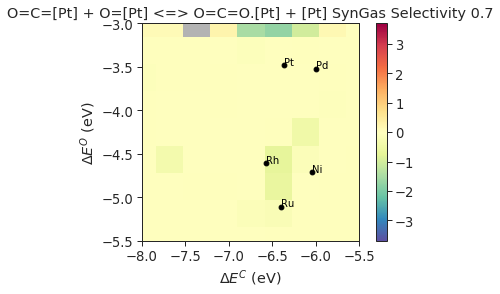 O=C=[Pt] + O=[Pt] <=> O=C=O.[Pt] + [Pt] SynGas Selectivity 0.7
−3.0
−3.5
−4.0
−4.5
−5.0
−5.5
ΔE^O (eV)
Pt
Pd
Rh
Ni
Ru
−8.0 −7.5 −7.0 −6.5 −6.0 −5.5
ΔE^C (eV)
3
2
1
0
−1
−2
−3